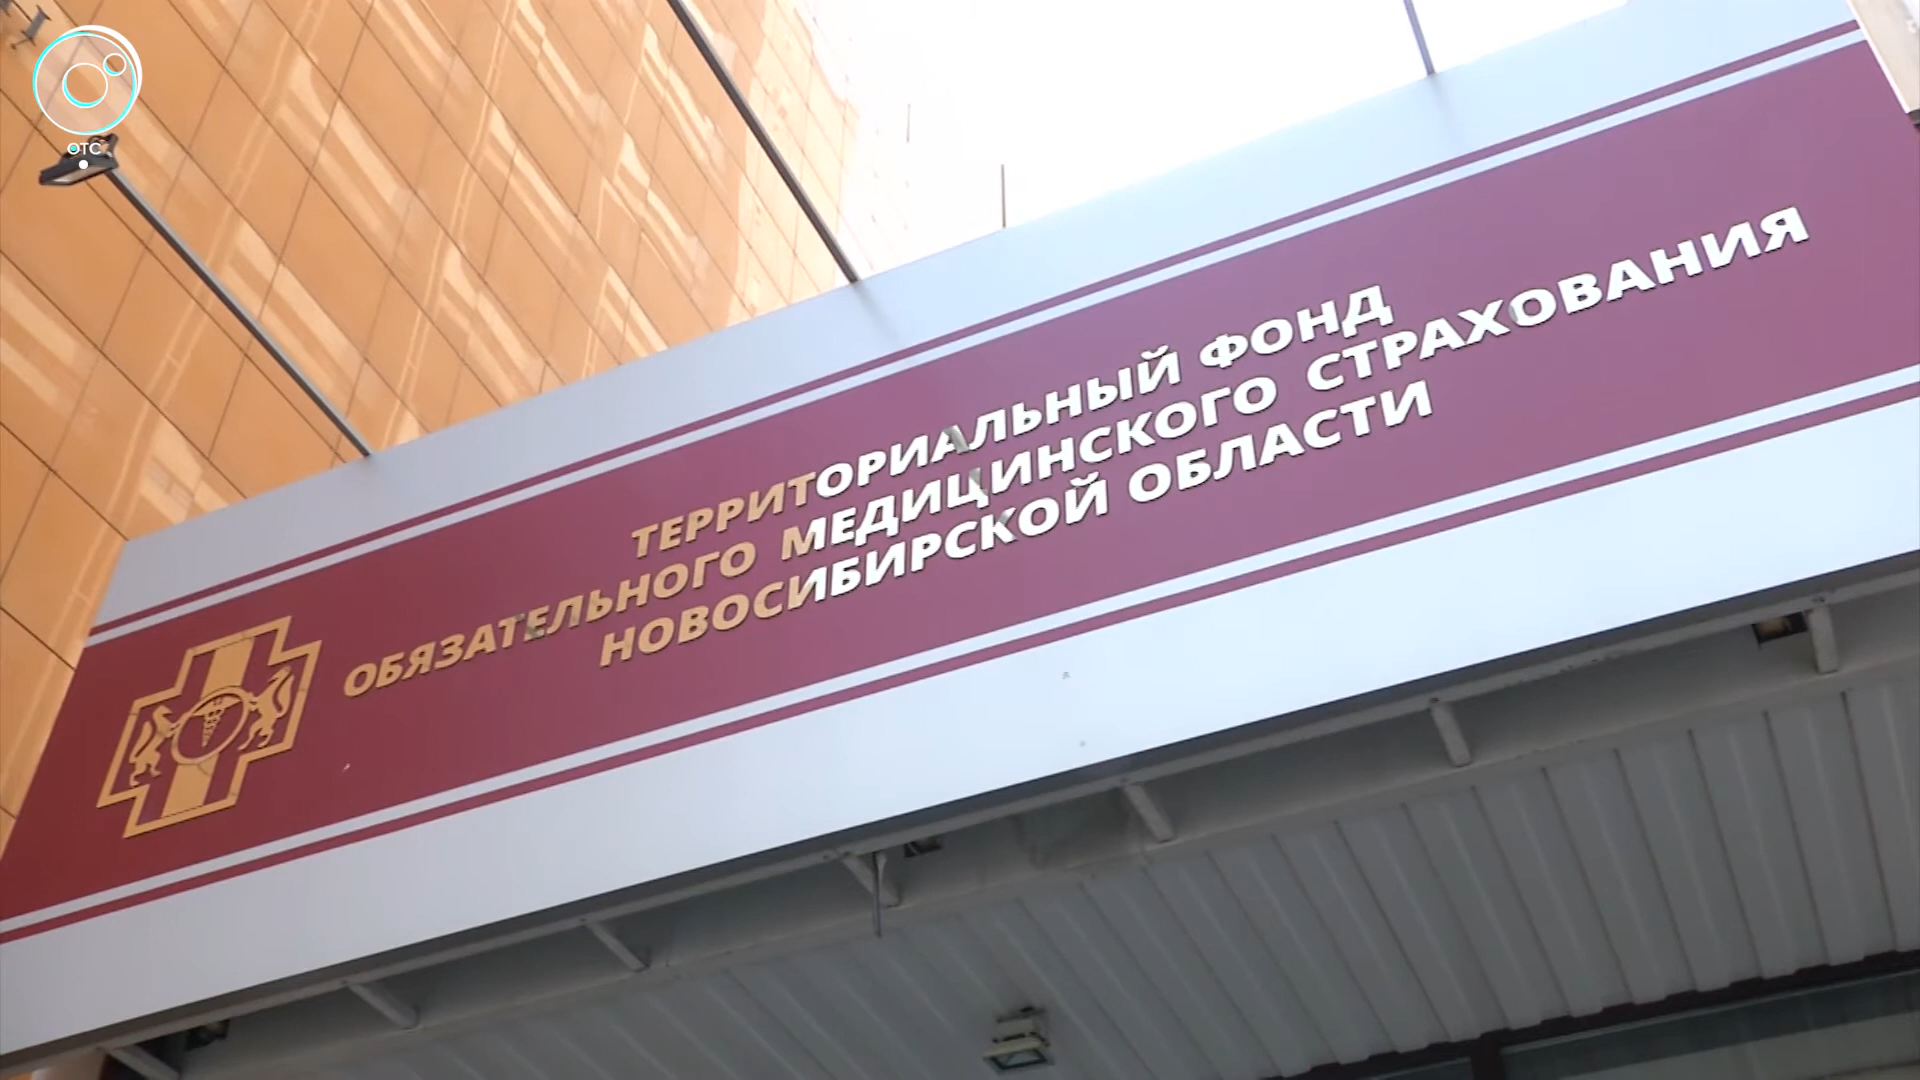 ОТС
ТЕРРИТОРИАЛЬНЫЙ ФОНД
ОБЯЗАТЕЛЬНОГО МЕДИЦИНСКОГО СТРАХОВАНИЯ
НОВОСИБИРСКОЙ ОБЛАСТИ